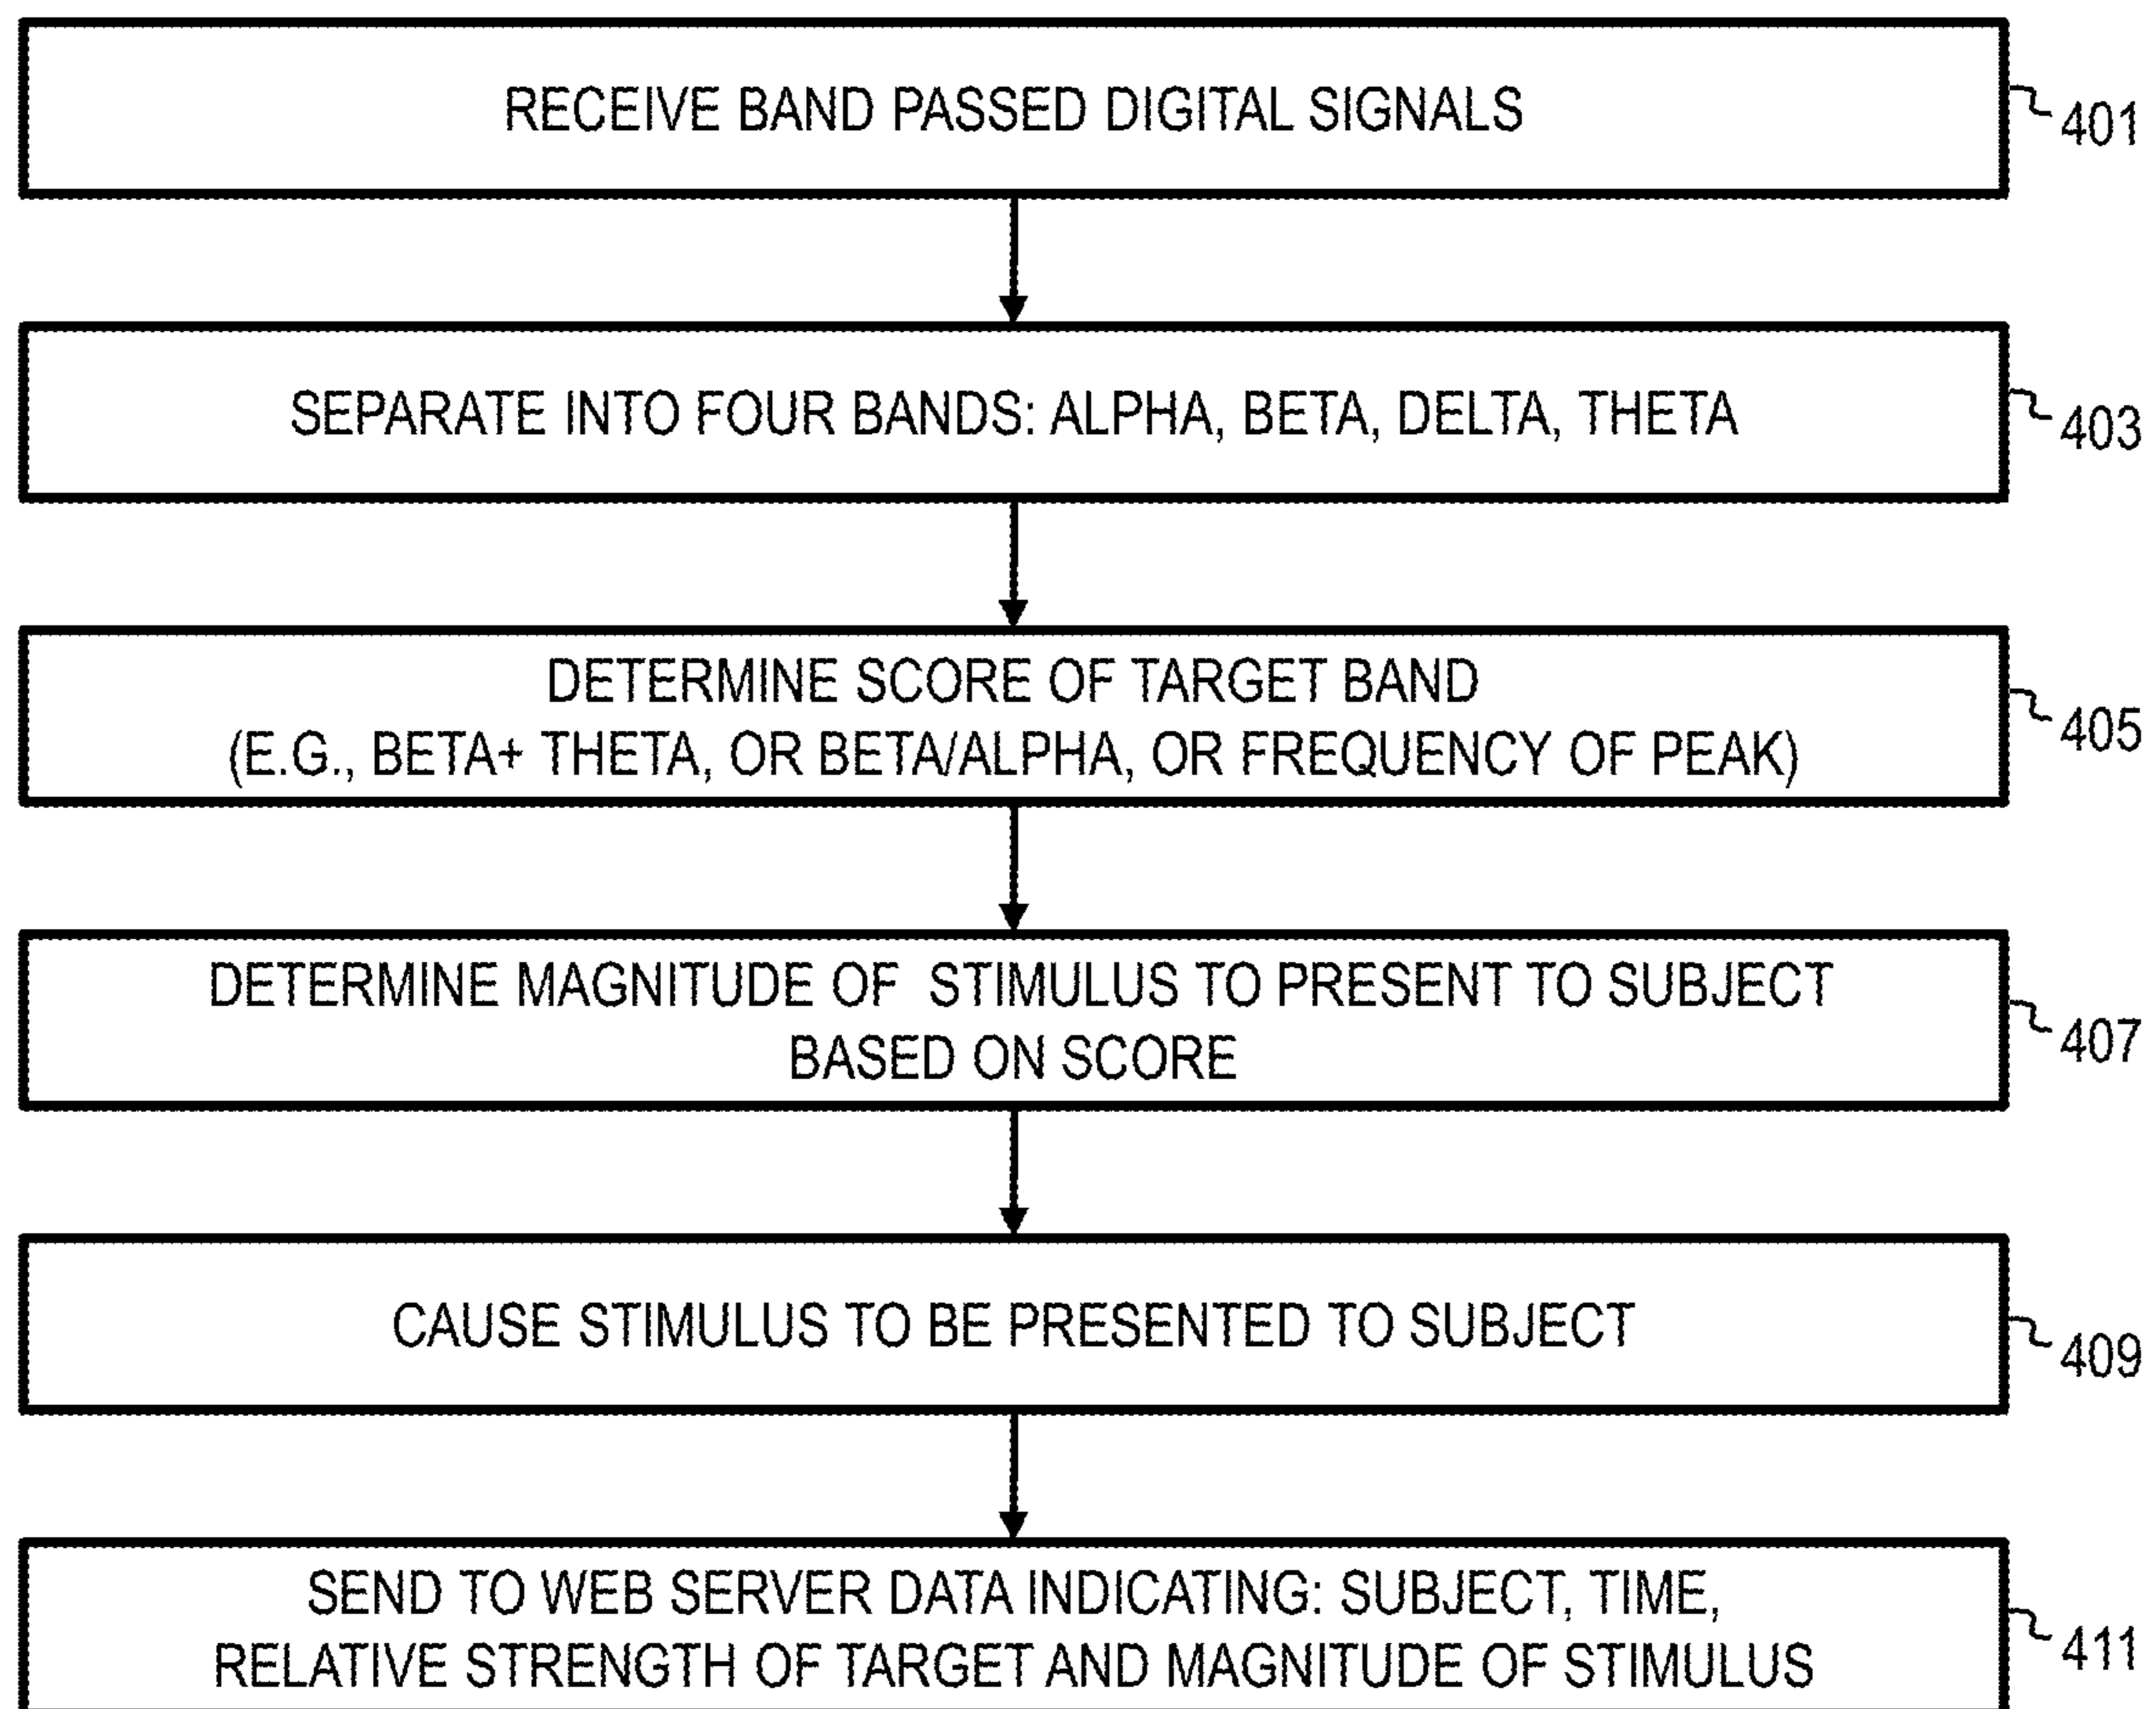 RECEIVE BAND PASSED DIGITAL SIGNALS
401
SEPARATE INTO FOUR BANDS: ALPHA, BETA, DELTA, THETA
403
DETERMINE SCORE OF TARGET BAND
(E.G., BETA+ THETA, OR BETA/ALPHA, OR FREQUENCY OF PEAK)
405
DETERMINE MAGNITUDE OF STIMULUS TO PRESENT TO SUBJECT
BASED ON SCORE
407
CAUSE STIMULUS TO BE PRESENTED TO SUBJECT
409
SEND TO WEB SERVER DATA INDICATING: SUBJECT, TIME,
RELATIVE STRENGTH OF TARGET AND MAGNITUDE OF STIMULUS
411